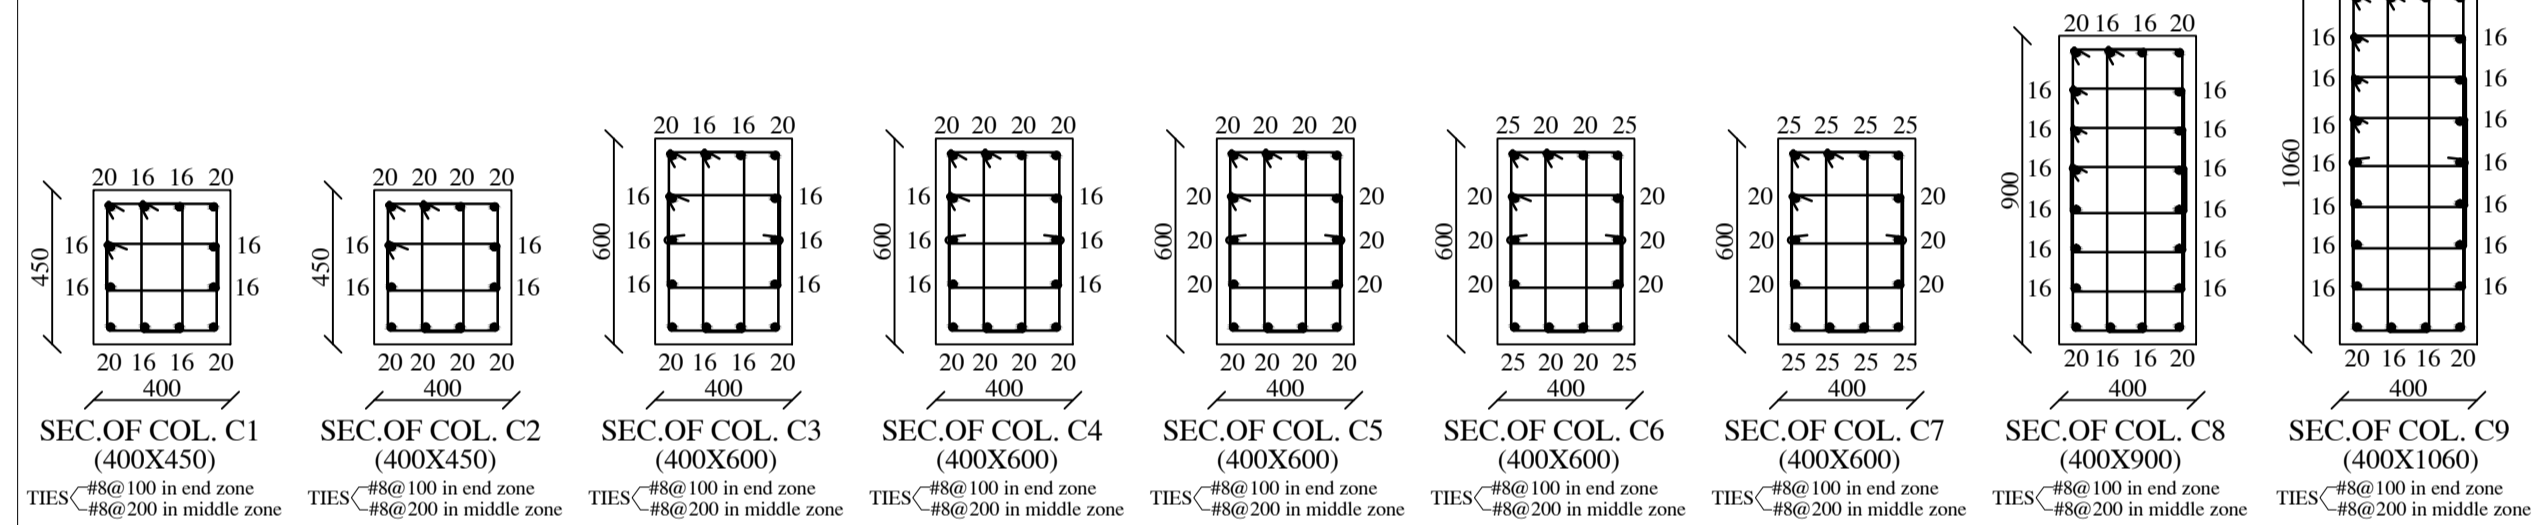 20 16 16 20
450
16 16
16 16
20 16 16 20
400
SEC.OF COL. C1
(400X450)
TIES
#8@100 in end zone
#8@200 in middle zone
20 20 20 20
450
16 16
16 16
20 20 20 20
400
SEC.OF COL. C2
(400X450)
TIES
#8@100 in end zone
#8@200 in middle zone
20 16 16 20
600
16 16
16 16
16 16
20 16 16 20
400
SEC.OF COL. C3
(400X600)
TIES
#8@100 in end zone
#8@200 in middle zone
20 20 20 20
600
16 16
16 16
16 16
20 20 20 20
400
SEC.OF COL. C4
(400X600)
TIES
#8@100 in end zone
#8@200 in middle zone
20 20 20 20
600
20 20
20 20
20 20
20 20 20 20
400
SEC.OF COL. C5
(400X600)
TIES
#8@100 in end zone
#8@200 in middle zone
25 20 20 25
600
20 20
20 20
20 20
25 20 20 25
400
SEC.OF COL. C6
(400X600)
TIES
#8@100 in end zone
#8@200 in middle zone
25 25 25 25
600
20 20
20 20
20 20
25 25 25 25
400
SEC.OF COL. C7
(400X600)
TIES
#8@100 in end zone
#8@200 in middle zone
20 16 16 20
900
16 16
16 16
16 16
16 16
16 16
16 16
20 16 16 20
400
SEC.OF COL. C8
(400X900)
TIES
#8@100 in end zone
#8@200 in middle zone
1060
16 16
16 16
16 16
16 16
16 16
16 16
16 16
20 16 16 20
400
SEC.OF COL. C9
(400X1060)
TIES
#8@100 in end zone
#8@200 in middle zone